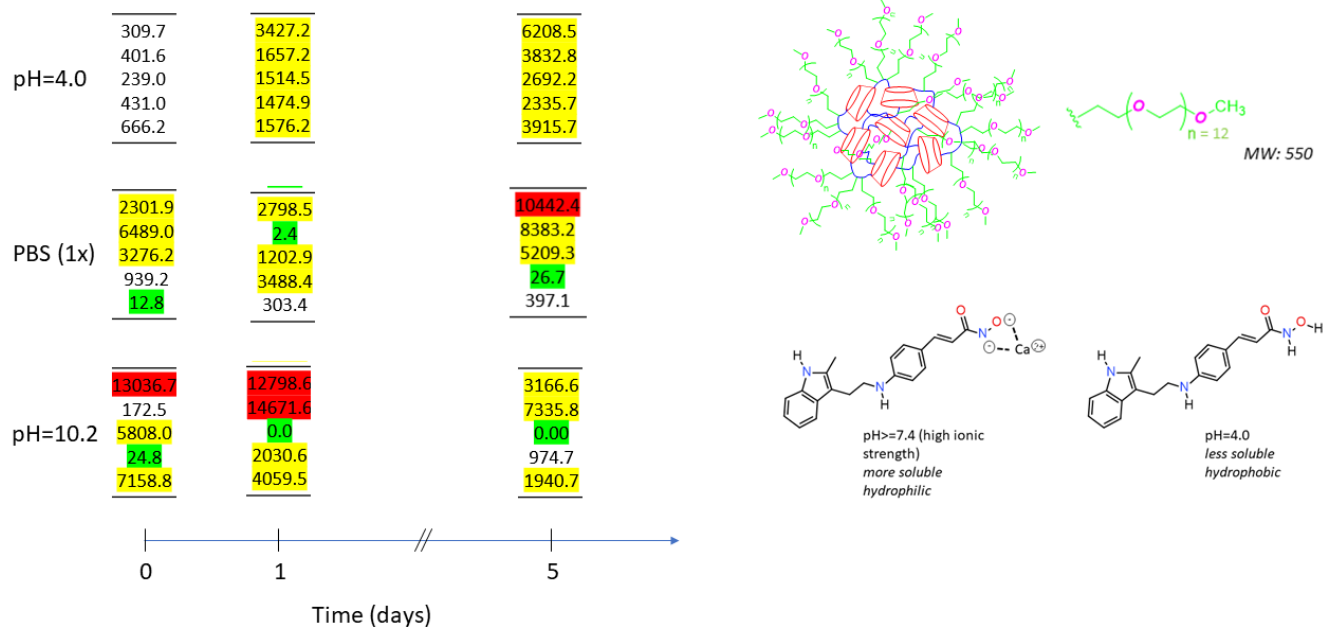 pH=4.0
309.7
401.6
239.0
431.0
666.2
3427.2
1657.2
1514.5
1474.9
1576.2
6208.5
3832.8
2692.2
2335.7
3915.7
PBS (1x)
2301.9
6489.0
3276.2
939.2
12.8
2798.5
2.4
1202.9
3488.4
303.4
10442.4
8383.2
5209.3
26.7
397.1
pH=10.2
13036.7
172.5
5808.0
24.8
7158.8
12798.6
14671.6
0.0
2030.6
4059.5
3166.6
7335.8
0.00
974.7
1940.7
0
1
5
Time (days)
O
O
CH3
n = 12
MW: 550
H
N
N
H
O
N
O
Ca
2+
pH>=7.4 (high ionic
strength)
more soluble
hydrophilic
H
N
N
H
O
N
H
O
H
pH=4.0
less soluble
hydrophobic